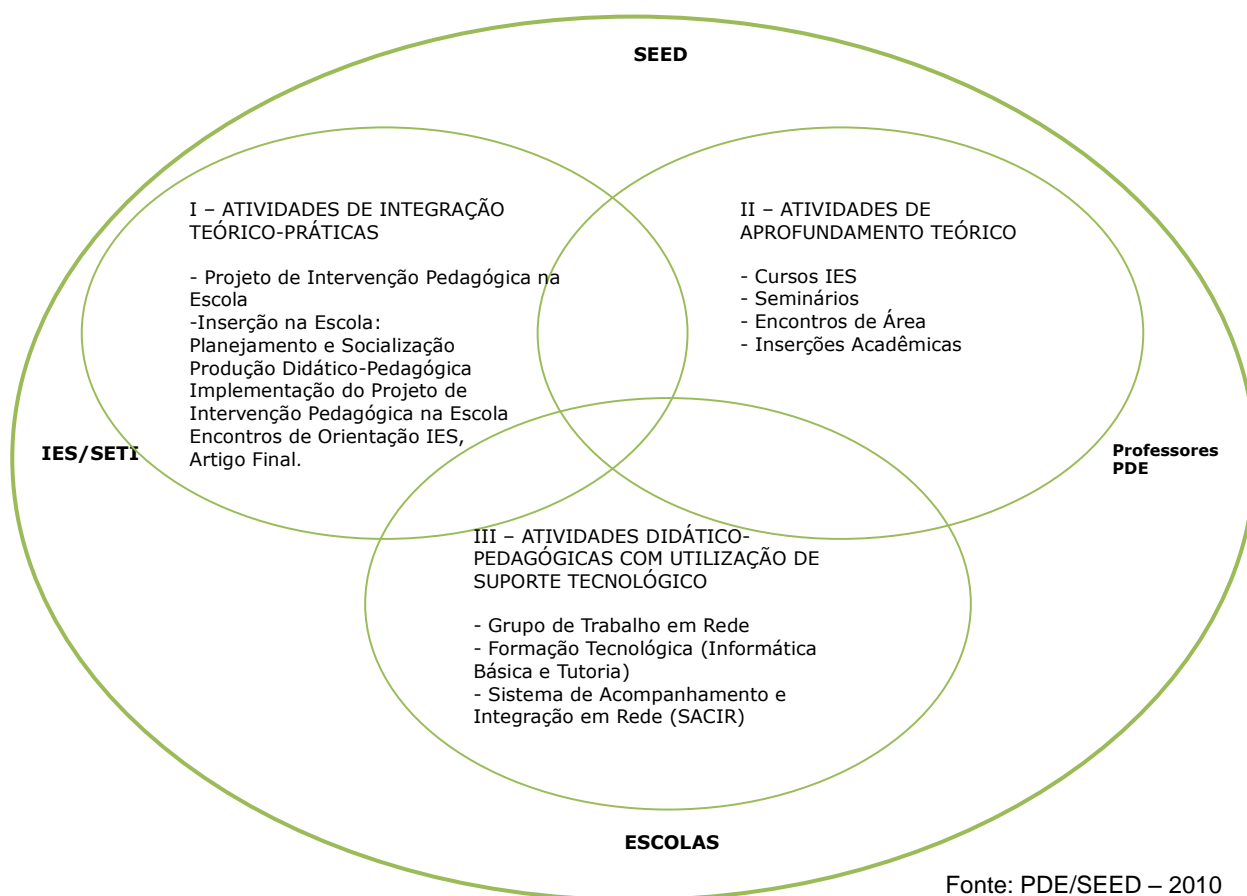 SEED
I – ATIVIDADES DE INTEGRAÇÃO
TEÓRICO-PRÁTICAS
- Projeto de Intervenção Pedagógica na
Escola
-Inserção na Escola:
Planejamento e Socialização
Produção Didático-Pedagógica
Implementação do Projeto de
Intervenção Pedagógica na Escola
Encontros de Orientação IES,
Artigo Final.
II – ATIVIDADES DE
APROFUNDAMENTO TEÓRICO
- Cursos IES
- Seminários
- Encontros de Área
- Inserções Acadêmicas
IES/SETI
Professores
PDE
III – ATIVIDADES DIDÁTICO-
PEDAGÓGICAS COM UTILIZAÇÃO DE
SUPORTE TECNOLÓGICO
- Grupo de Trabalho em Rede
- Formação Tecnológica (Informática
Básica e Tutoria)
- Sistema de Acompanhamento e
Integração em Rede (SACIR)
ESCOLAS
Fonte: PDE/SEED – 2010